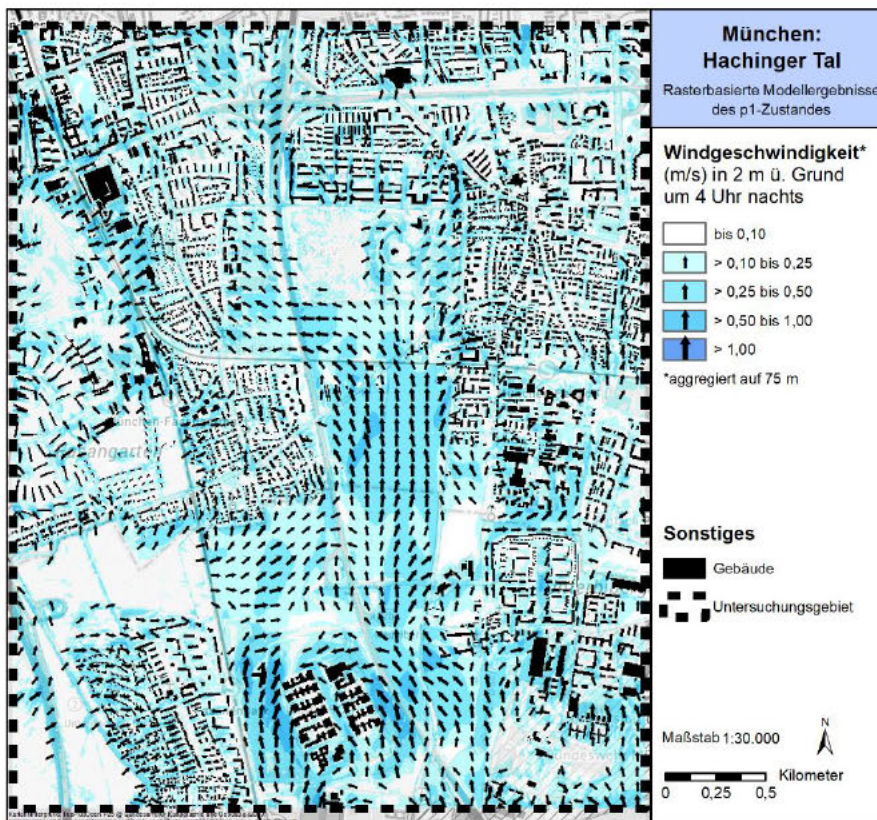 München:
Hachinger Tal
Rasterbasierte Modellergebnisse
des p1-Zustandes
Windgeschwindigkeit*
(m/s) in 2 m ü. Grund
um 4 Uhr nachts
bis 0,10
> 0,10 bis 0,25
> 0,25 bis 0,50
> 0,50 bis 1,00
> 1,00
*aggregiert auf 75 m
Sonstiges
Gebäude
Untersuchungsgebiet
Maßstab 1:30.000
N
Kilometer
0 0,25 0,5